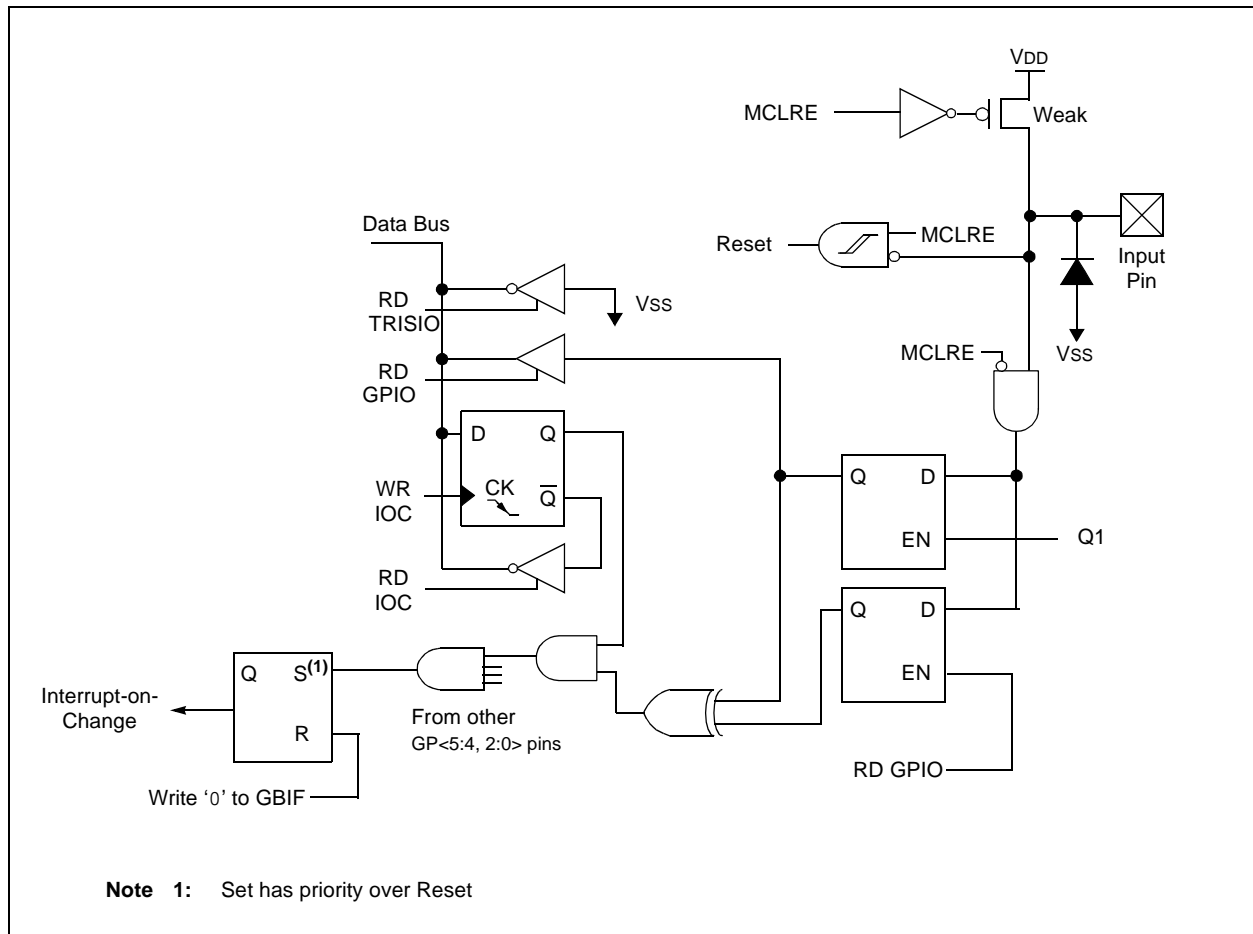 VDD
MCLRE
Weak
Data Bus
Reset
MCLRE
Input
Pin
RD
TRISIO
VSS
VSS
MCLRE
RD
GPIO
D
Q
WR
IOC
CK
Q
Q
D
EN
Q1
RD
IOC
Q
D
EN
Q
S(1)
R
Interrupt-on-
Change
From other
GP<5:4, 2:0> pins
RD GPIO
Write ‘0’ to GBIF
Note 1: Set has priority over Reset